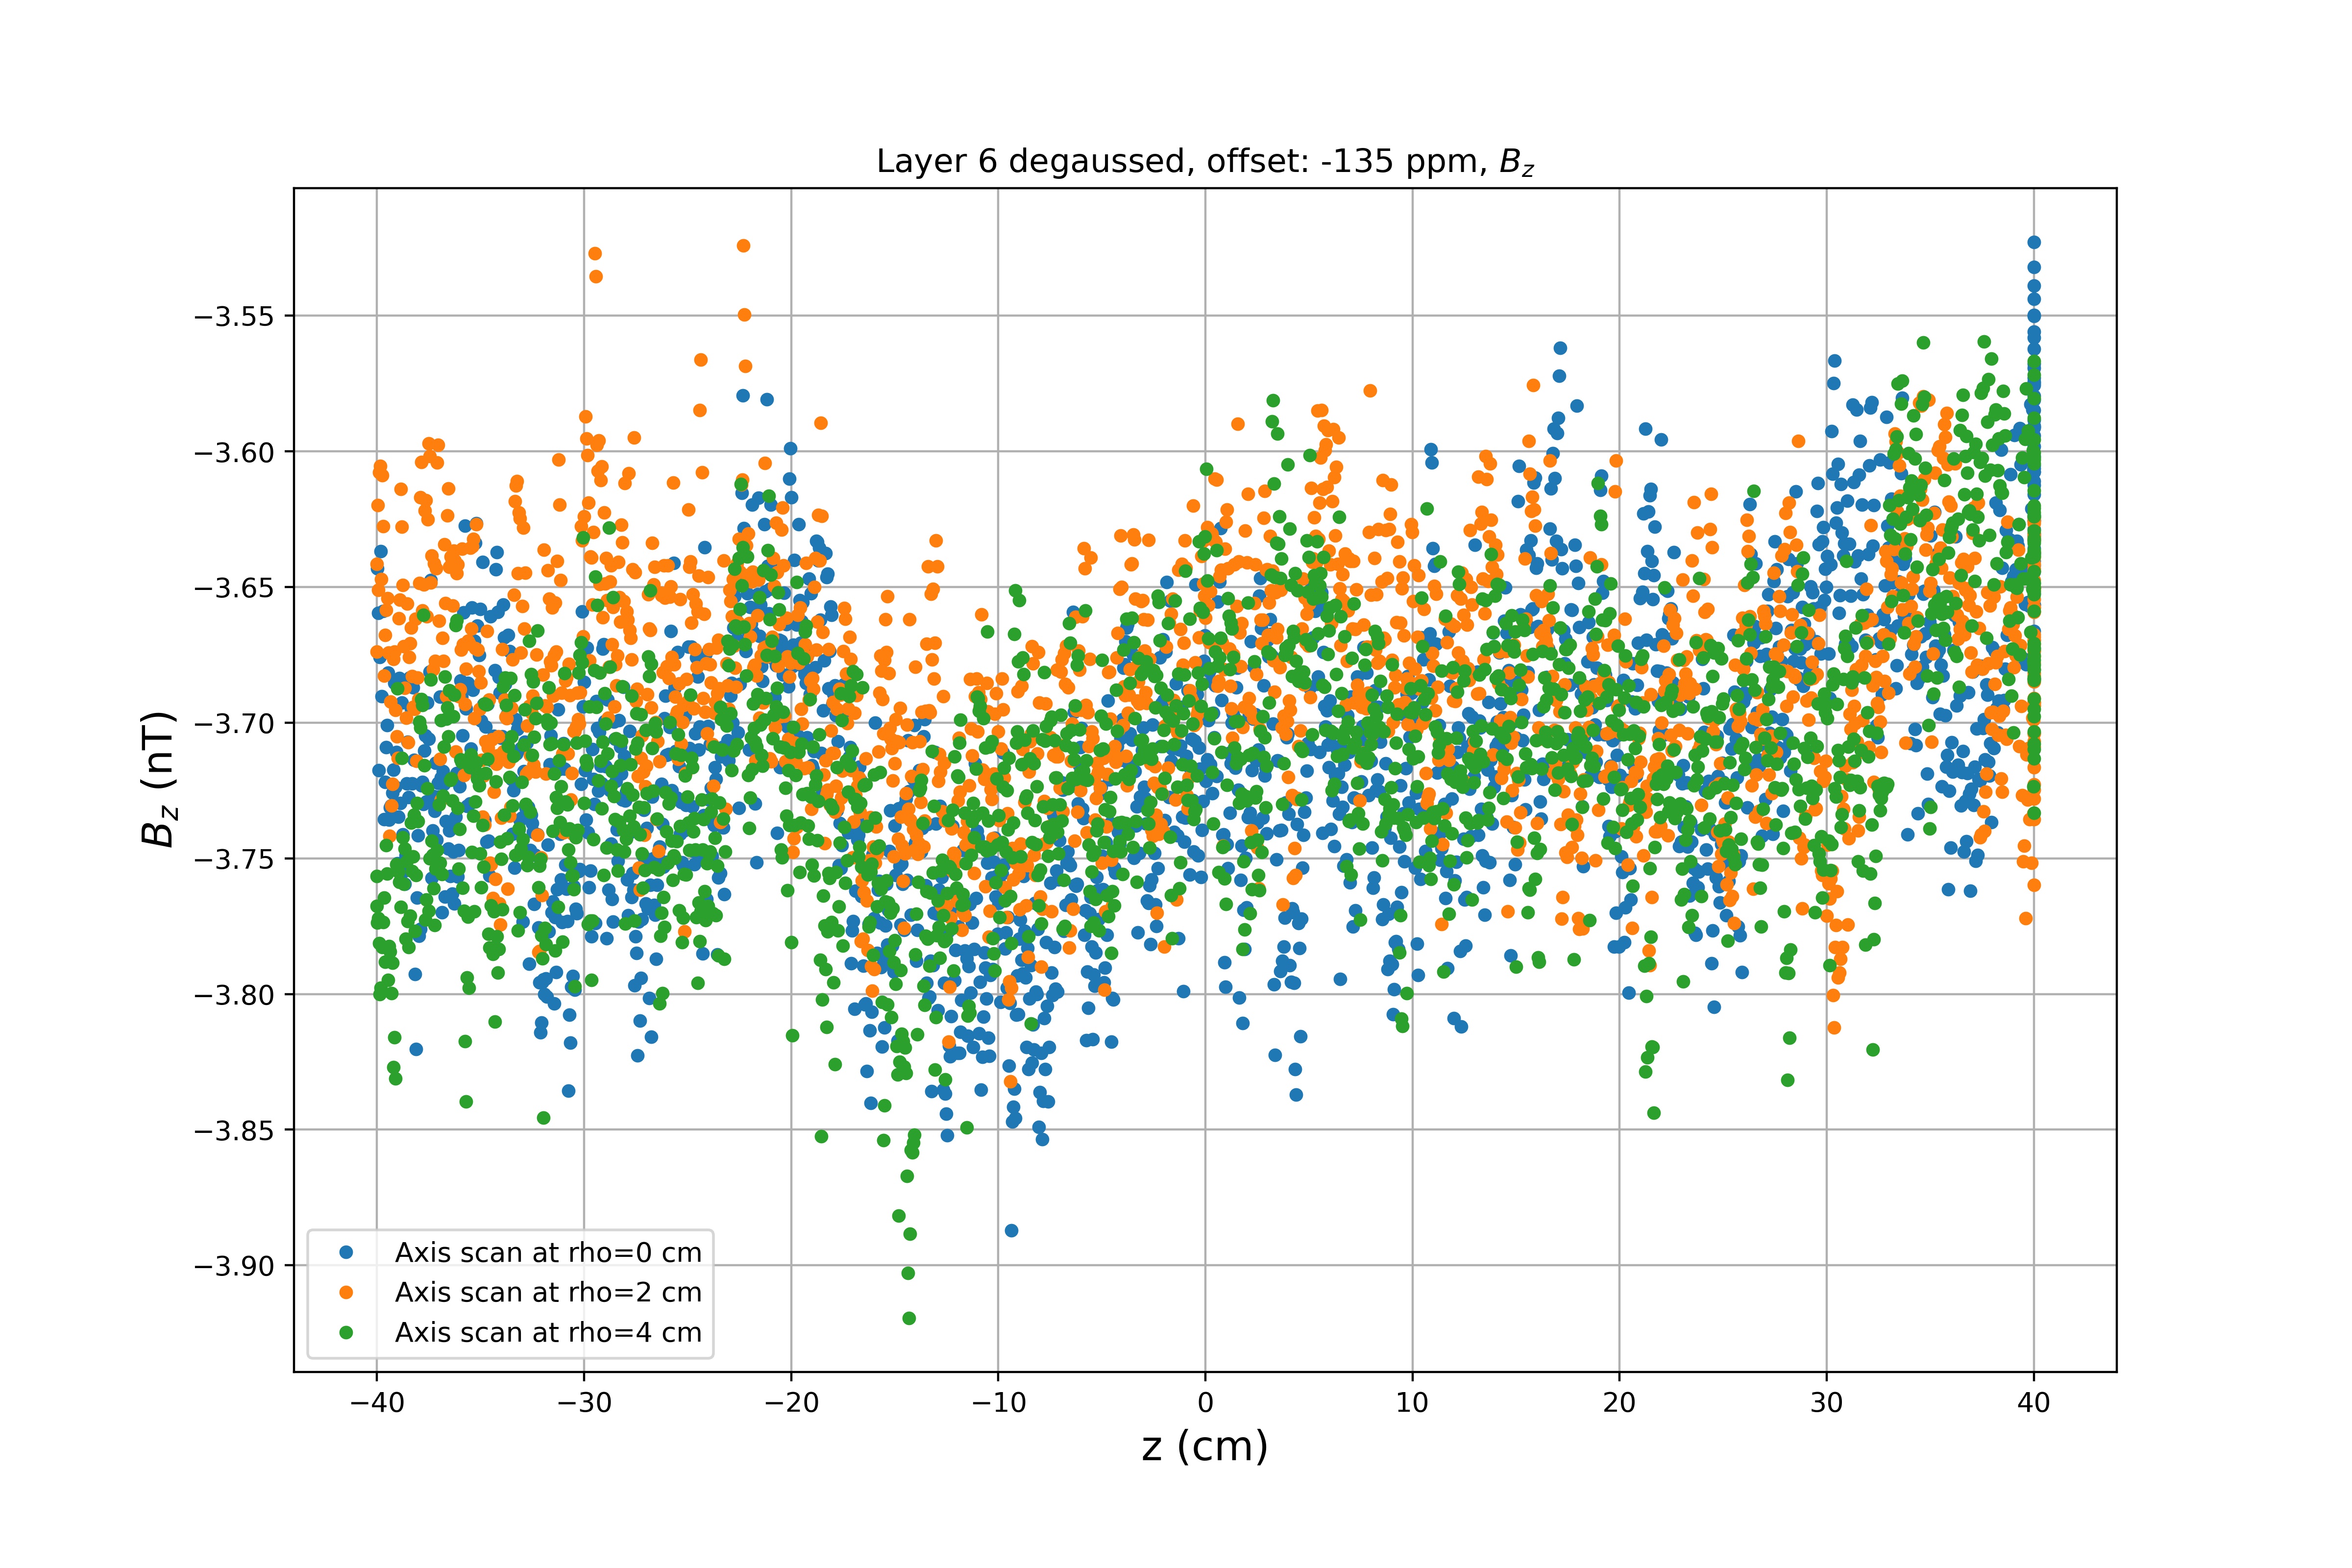 Layer 6 degaussed, offset: -135 ppm, B_z
−3.55
−3.60
−3.65
−3.70
−3.75
−3.80
−3.85
−3.90
B_z (nT)
Axis scan at rho=0 cm
Axis scan at rho=2 cm
Axis scan at rho=4 cm
−40 −30 −20 −10 0 10 20 30 40
z (cm)